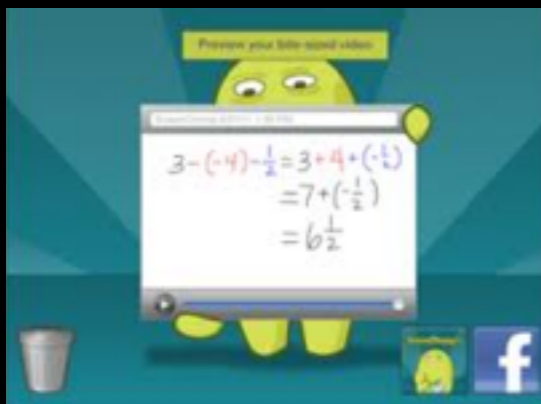 Preview your bite-sized video
3-(-4)-½=3+4+(-½)
=7+(-½)
=6½
f